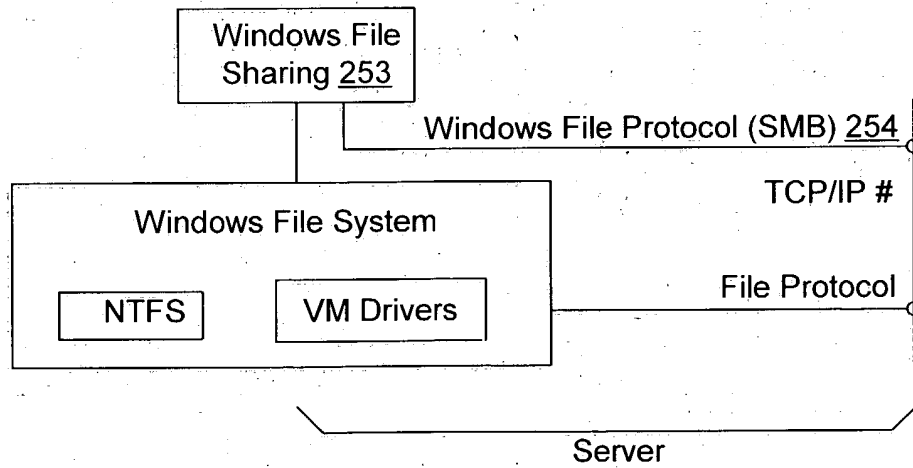 Windows File
Sharing 253
Windows File Protocol (SMB) 254
TCP/IP #
Windows File System
NTFS
VM Drivers
File Protocol
Server